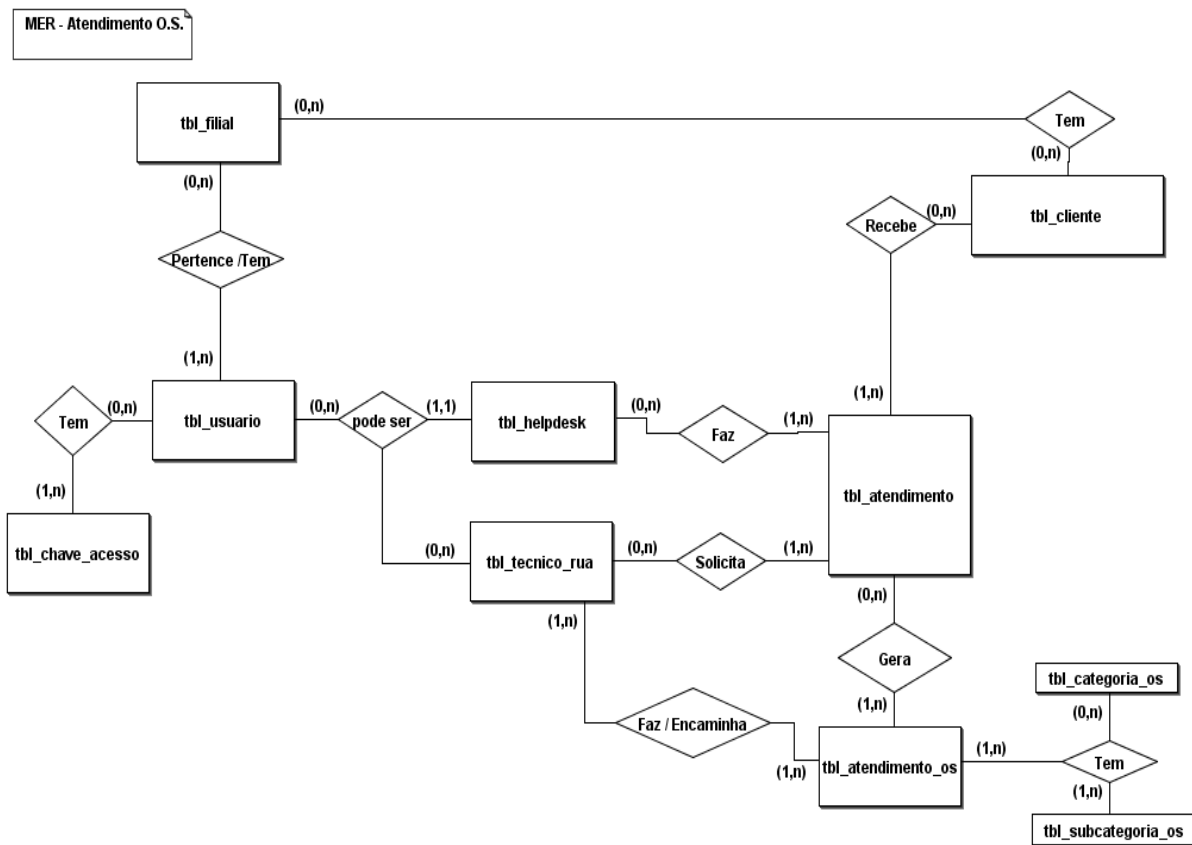 MER - Atendimento O.S.
tbl_filial
(0,n)
Tem
(0,n)
(0,n)
tbl_cliente
Recebe
(0,n)
Pertence /Tem
(1,n)
(1,n)
Tem
(0,n)
tbl_usuario
(0,n)
pode ser
(1,1)
tbl_helpdesk
(0,n)
Faz
(1,n)
tbl_atendimento
(1,n)
tbl_chave_acesso
(0,n)
tbl_tecnico_rua
(0,n)
Solicita
(1,n)
(1,n)
(0,n)
Gera
(1,n)
Faz / Encaminha
(1,n)
tbl_atendimento_os
(1,n)
tbl_categoria_os
(0,n)
Tem
(1,n)
tbl_subcategoria_os